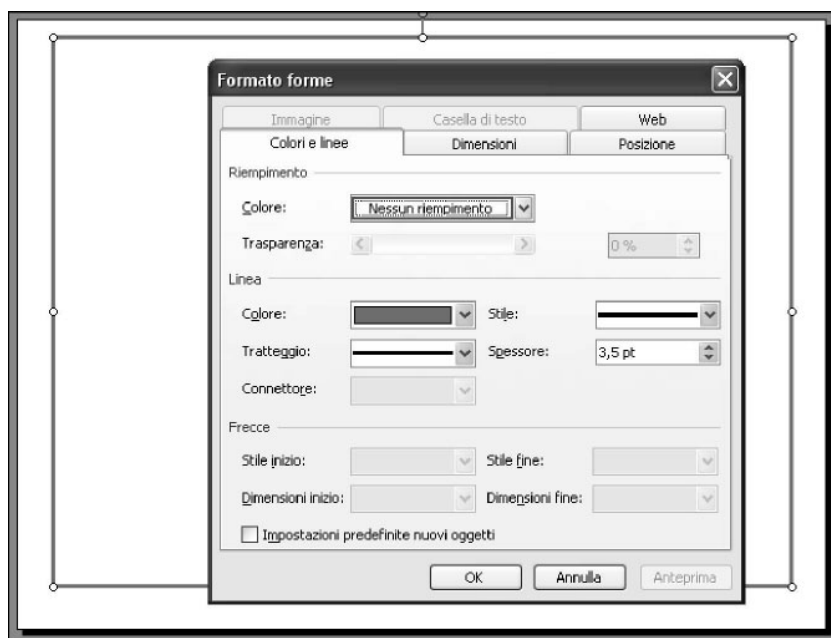 Formato forme
Immagine Casella di testo Web
Colori e linee Dimensioni Posizione
Riempimento
Colore: Nessun riempimento
Trasparenza: 0 %
Linea
Colore: Stile:
Tratteggio: Spessore: 3,5 pt
Connettore:
Frecce
Stile inizio: Stile fine:
Dimensioni inizio: Dimensioni fine:
Impostazioni predefinite nuovi oggetti
OK Annulla Anteprima